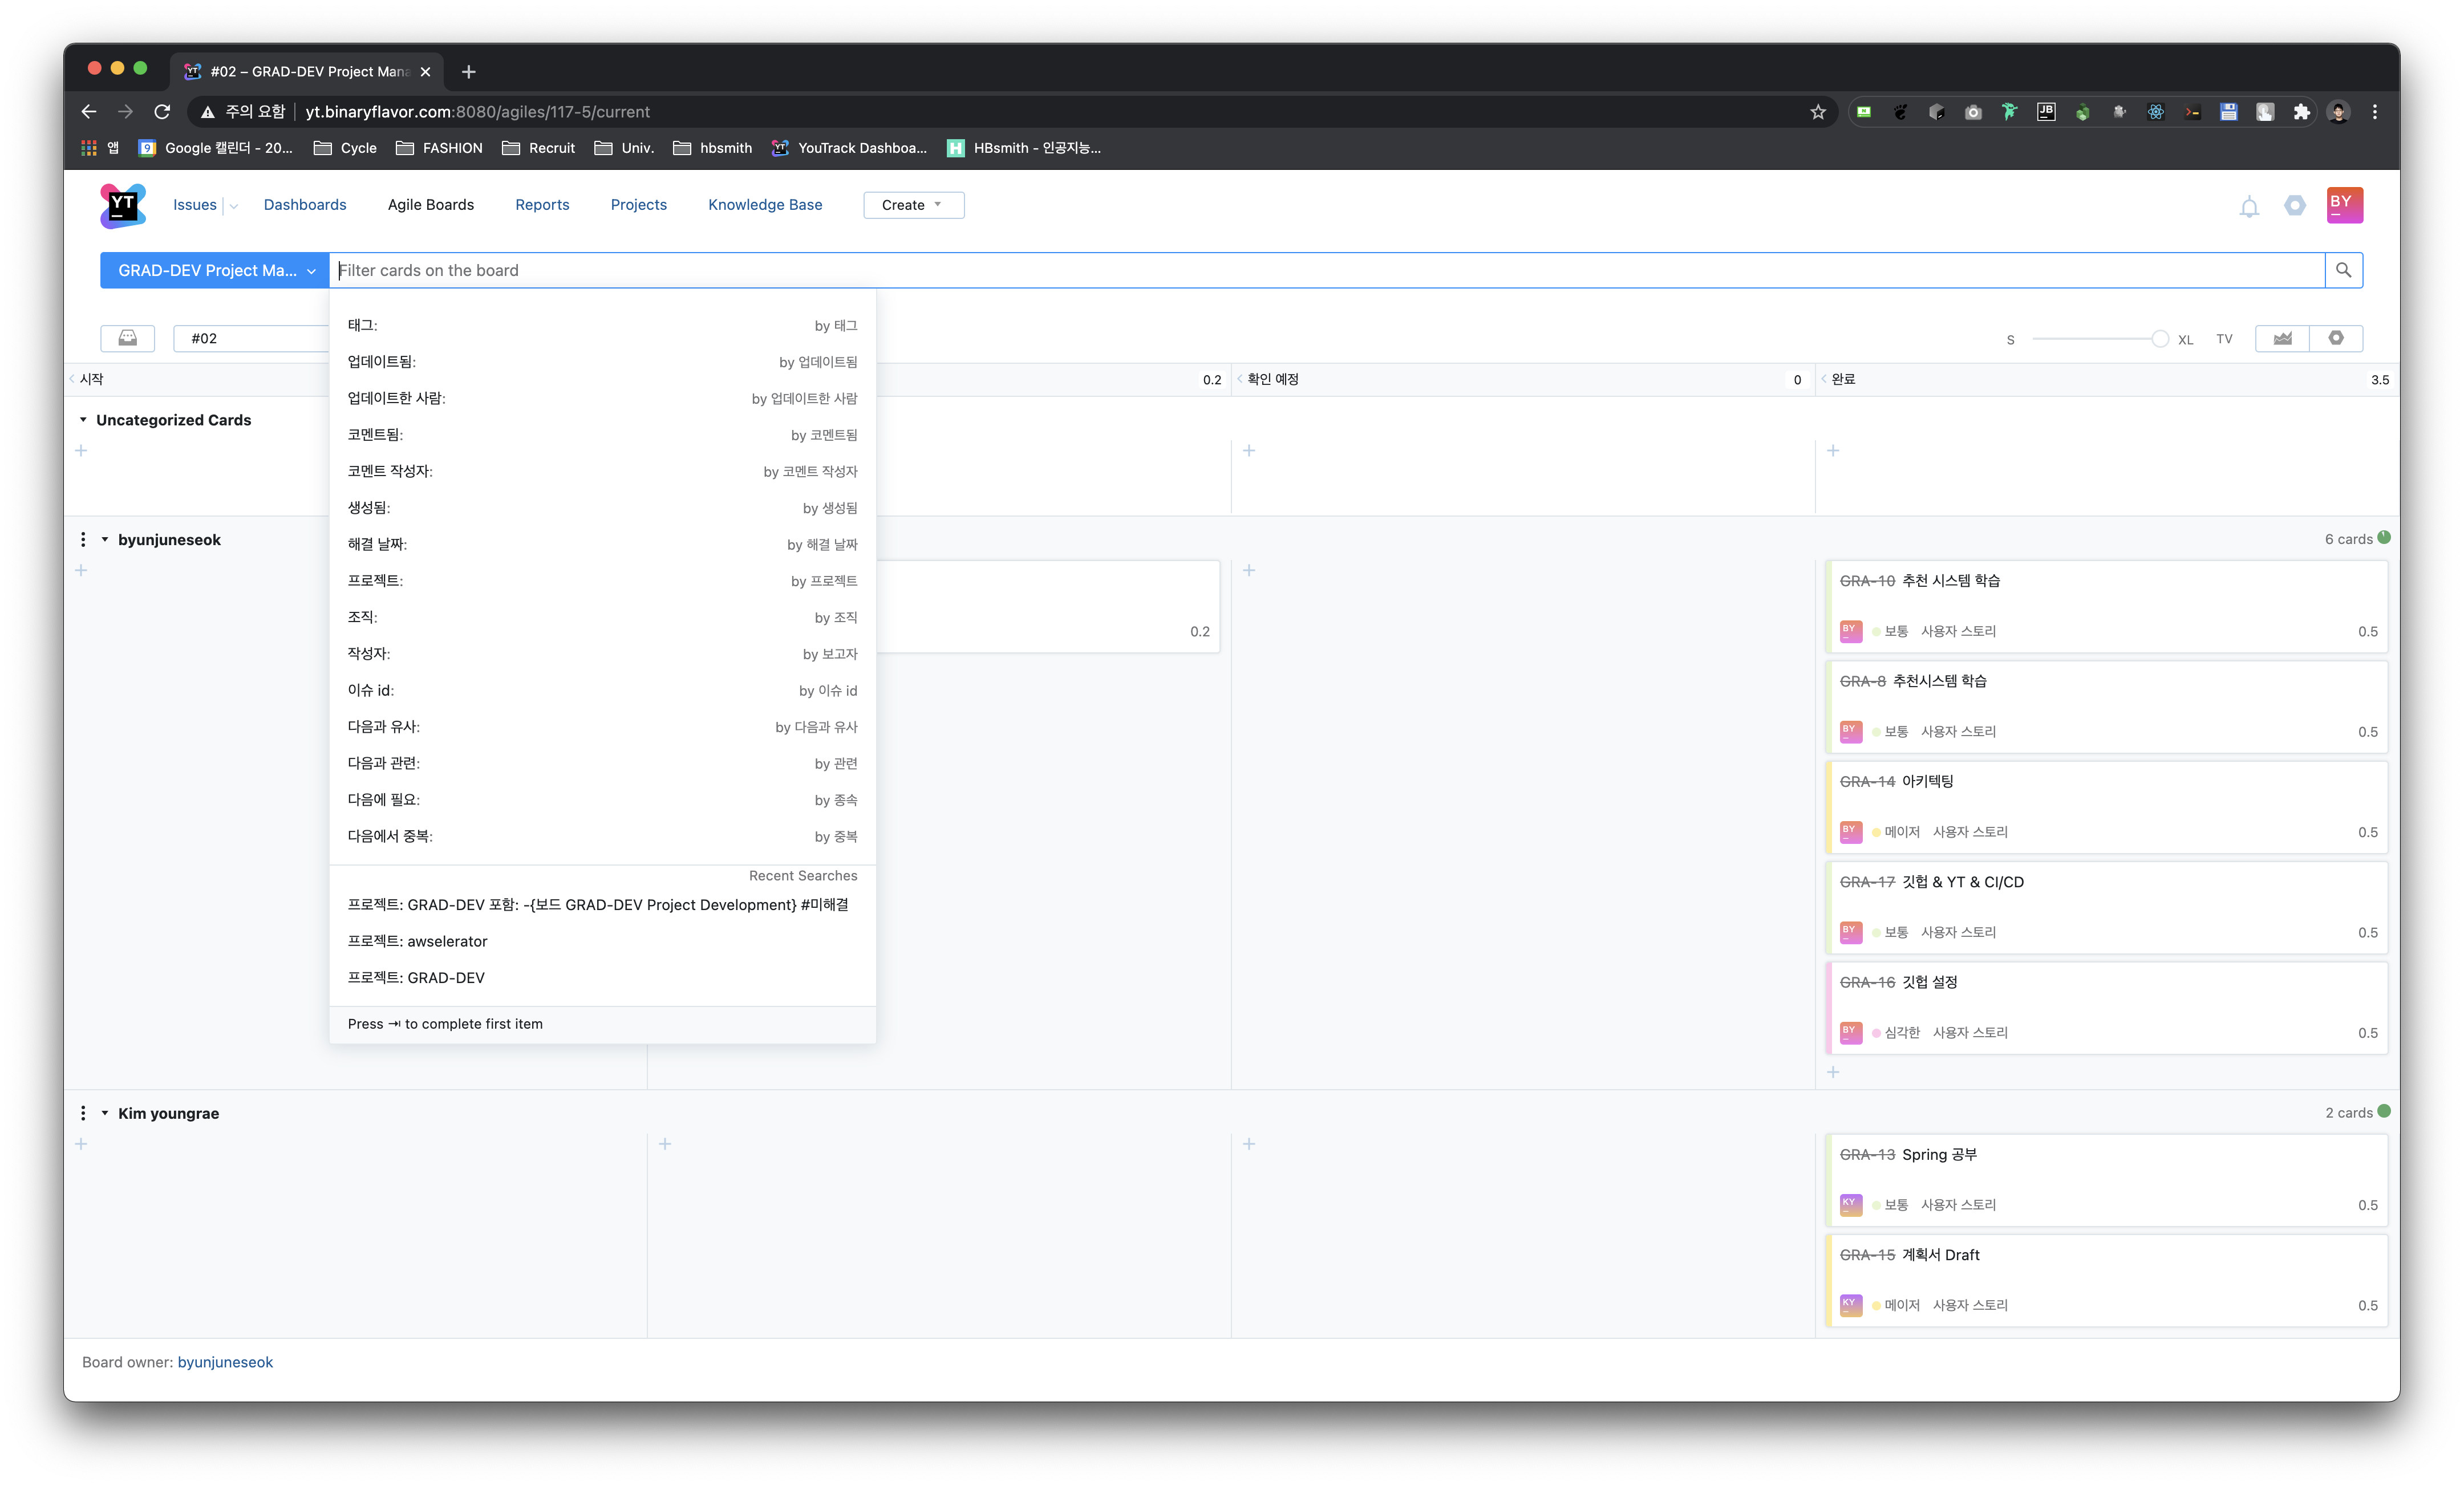 #02 – GRAD-DEV Project Mana
주의 요함 yt.binaryflavor.com:8080/agiles/117-5/current
앱 9 Google 캘린더 - 20... Cycle FASHION Recruit Univ. hbsmith YouTrack Dashboa... H HBsmith - 인공지능...
YT Issues Dashboards Agile Boards Reports Projects Knowledge Base Create BY
GRAD-DEV Project Ma... Filter cards on the board
#02 S XL TV
시작 0.2 확인 예정 0 완료 3.5
태그: by 태그
업데이트됨: by 업데이트됨
업데이트한 사람: by 업데이트한 사람
코멘트됨: by 코멘트됨
코멘트 작성자: by 코멘트 작성자
생성됨: by 생성됨
해결 날짜: by 해결 날짜
프로젝트: by 프로젝트
조직: by 조직
작성자: by 보고자
이슈 id: by 이슈 id
다음과 유사: by 다음과 유사
다음과 관련: by 관련
다음에 필요: by 종속
다음에서 중복: by 중복
Recent Searches
프로젝트: GRAD-DEV 포함: -{보드 GRAD-DEV Project Development} #미해결
프로젝트: awselerator
프로젝트: GRAD-DEV
Press ⇥ to complete first item
Uncategorized Cards
byunjuneseok 6 cards
0.2
GRA-10 추천 시스템 학습
BY 보통 사용자 스토리 0.5
GRA-8 추천시스템 학습
BY 보통 사용자 스토리 0.5
GRA-14 아키텍팅
BY 메이저 사용자 스토리 0.5
GRA-17 깃헙 & YT & CI/CD
BY 보통 사용자 스토리 0.5
GRA-16 깃헙 설정
BY 심각한 사용자 스토리 0.5
Kim youngrae 2 cards
GRA-13 Spring 공부
KY 보통 사용자 스토리 0.5
GRA-15 계획서 Draft
KY 메이저 사용자 스토리 0.5
Board owner: byunjuneseok